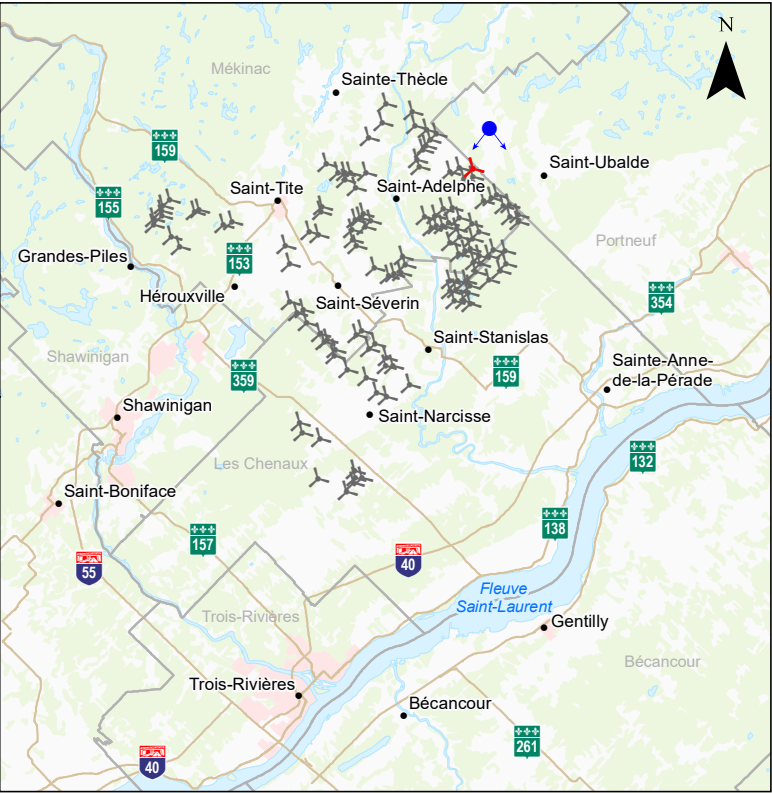 N
Mékinac
Sainte-Thècle
159
Saint-Ubalde
Saint-Tite
Saint-Adelphe
155
Portneuf
Grandes-Piles
153
Hérouxville
Saint-Séverin
354
Saint-Stanislas
Shawinigan
Sainte-Anne-
de-la-Pérade
359
159
Shawinigan
Saint-Narcisse
132
Les Chenaux
Saint-Boniface
138
157
40
55
Fleuve
Saint-Laurent
Trois-Rivières
Gentilly
Bécancour
Trois-Rivières
Bécancour
261
40